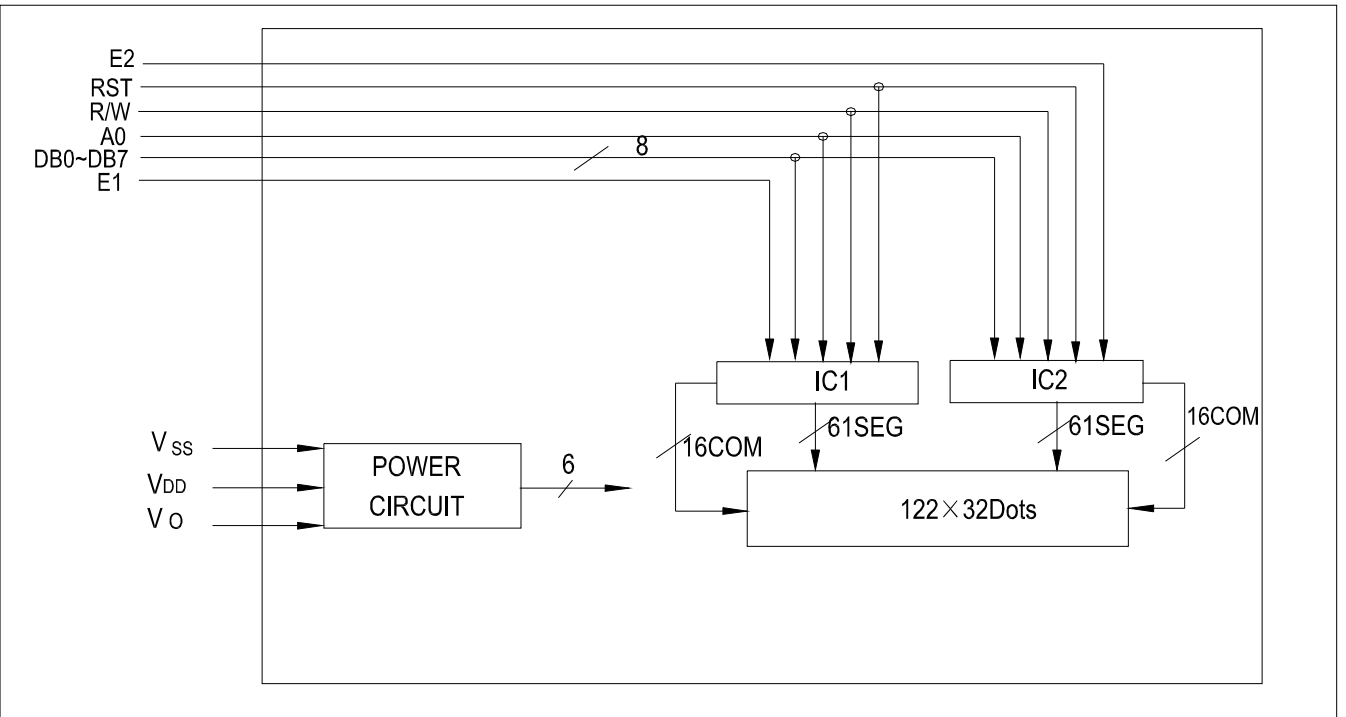 E2
RST
R/W
A0
DB0~DB7
8
E1
IC1
IC2
16COM
61SEG
61SEG
16COM
VSS
VDD
VO
POWER
CIRCUIT
6
122×32Dots